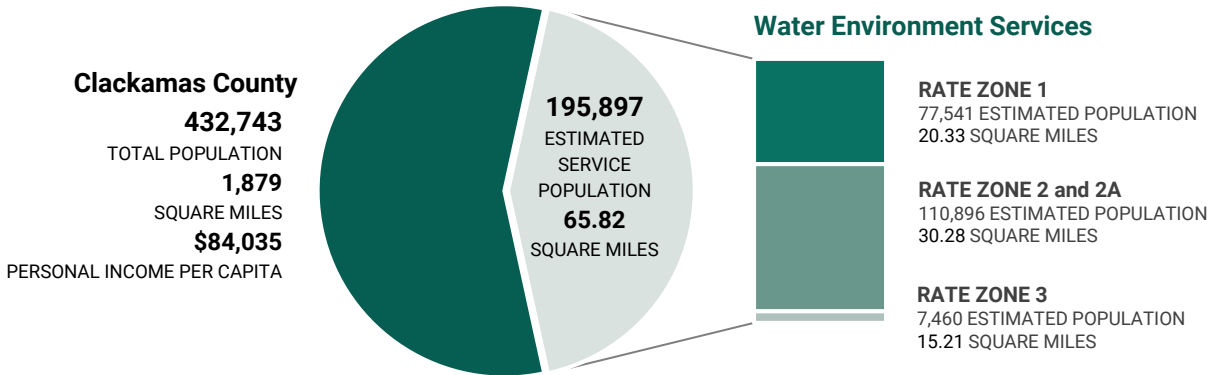 Clackamas County
432,743
TOTAL POPULATION
1,879
SQUARE MILES
$84,035
PERSONAL INCOME PER CAPITA
195,897
ESTIMATED
SERVICE
POPULATION
65.82
SQUARE MILES
Water Environment Services
RATE ZONE 1
77,541 ESTIMATED POPULATION
20.33 SQUARE MILES
RATE ZONE 2 and 2A
110,896 ESTIMATED POPULATION
30.28 SQUARE MILES
RATE ZONE 3
7,460 ESTIMATED POPULATION
15.21 SQUARE MILES